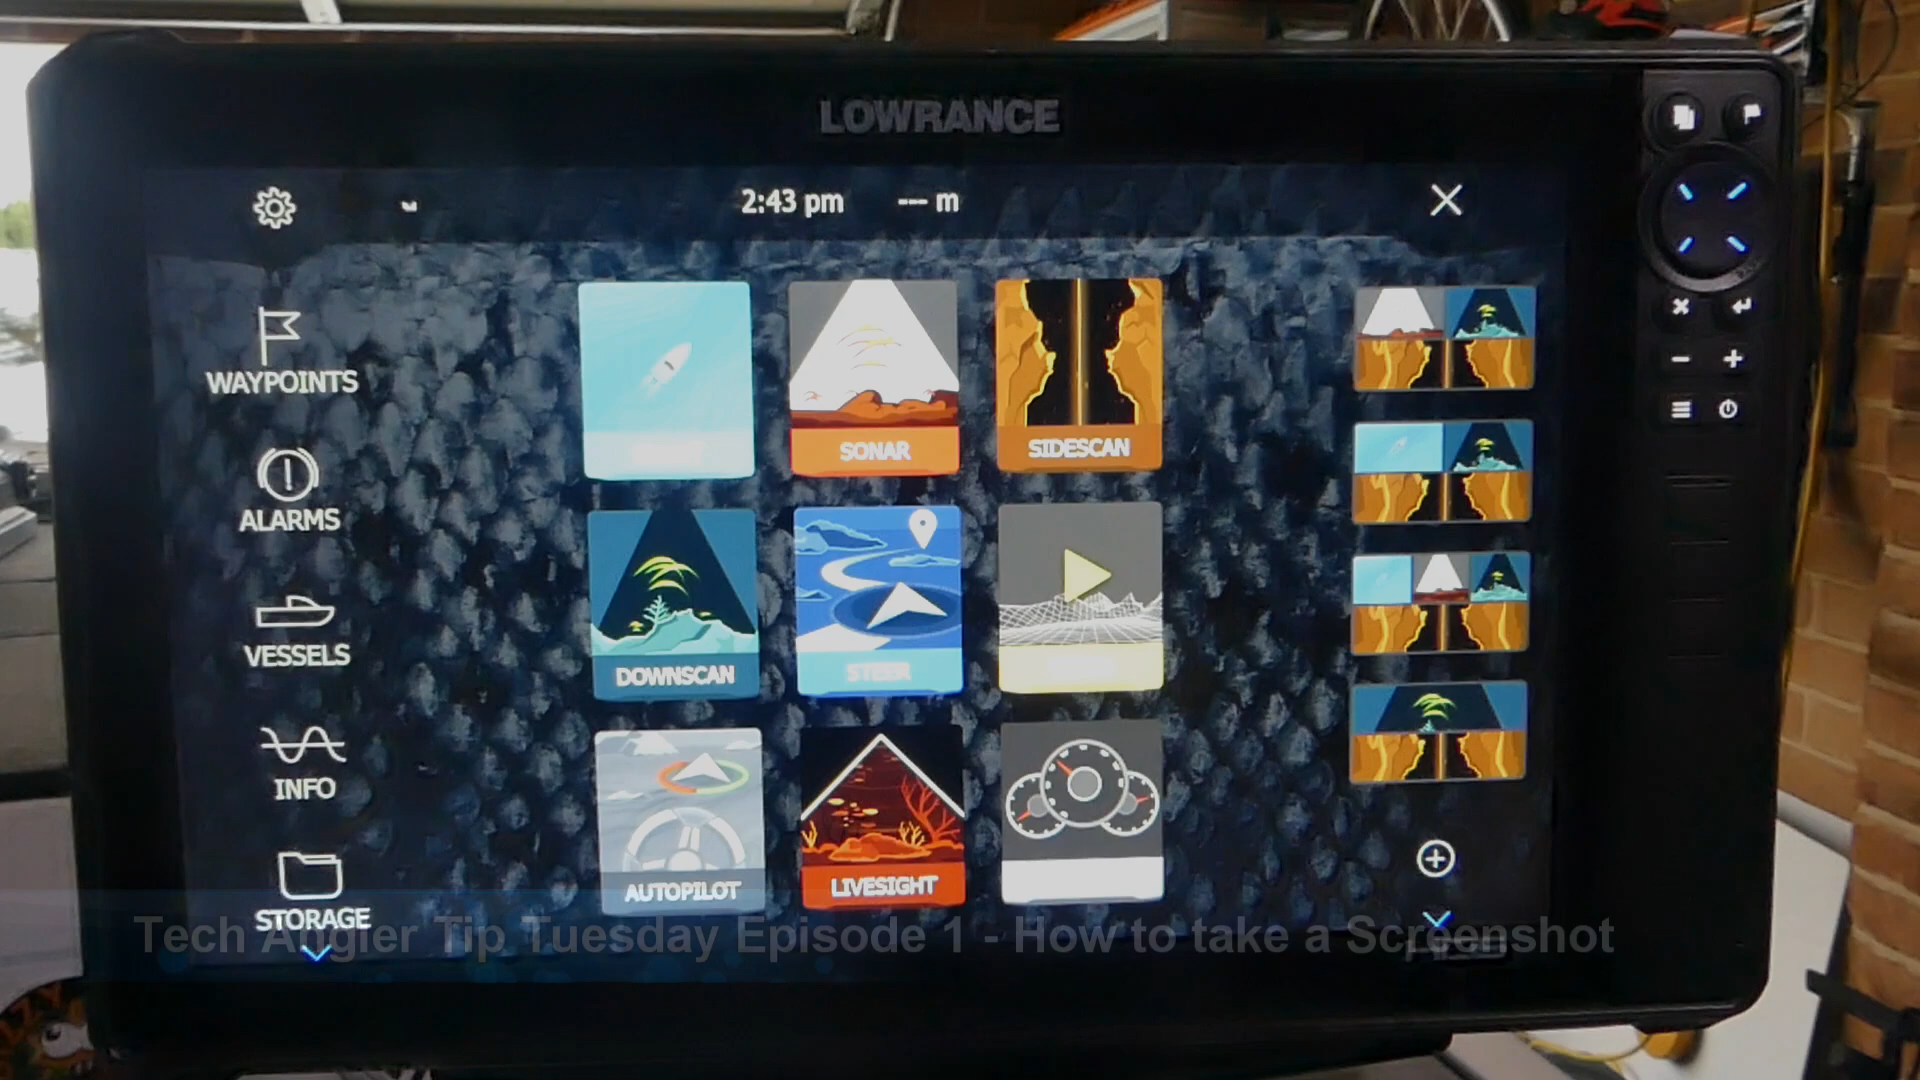 LOWRANCE
2:43 pm --- m
WAYPOINTS
ALARMS
VESSELS
INFO
STORAGE
SONAR
SIDESCAN
DOWNSCAN
STEER
AUTOPILOT
LIVESIGHT
Tech Angler Tip Tuesday Episode 1 - How to take a Screenshot